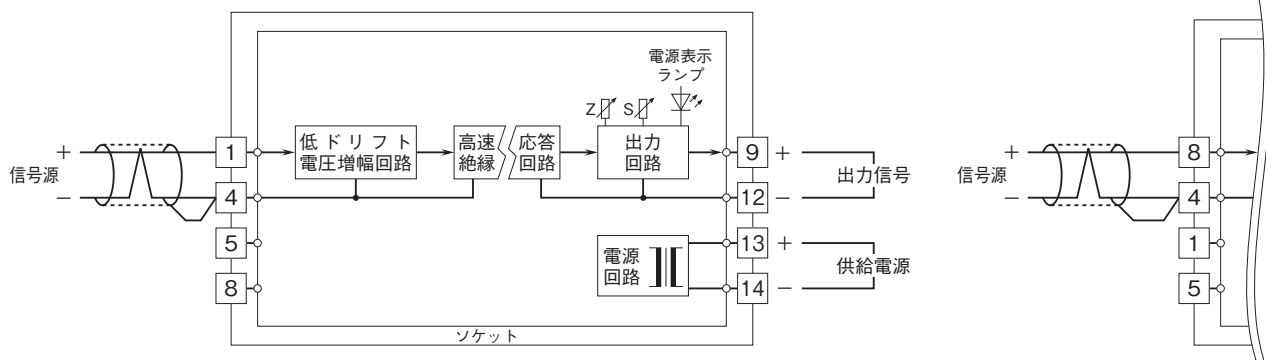 電源表示
ランプ
Z
S
低ドリフト
電圧増幅回路
高速
絶縁
応答
回路
出力
回路
信号源
+
−
1
4
5
8
9
+
12
−
出力信号
電源
回路
13
+
14
−
供給電源
ソケット
信号源
+
−
8
4
1
5